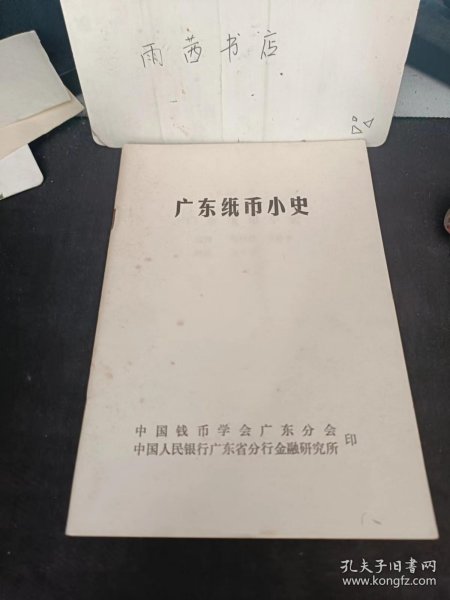 雨茜书店
广东纸币小史
中国钱币学会广东分会
中国人民银行广东省分行金融研究所 印
孔夫子旧书网
www.kongfz.com